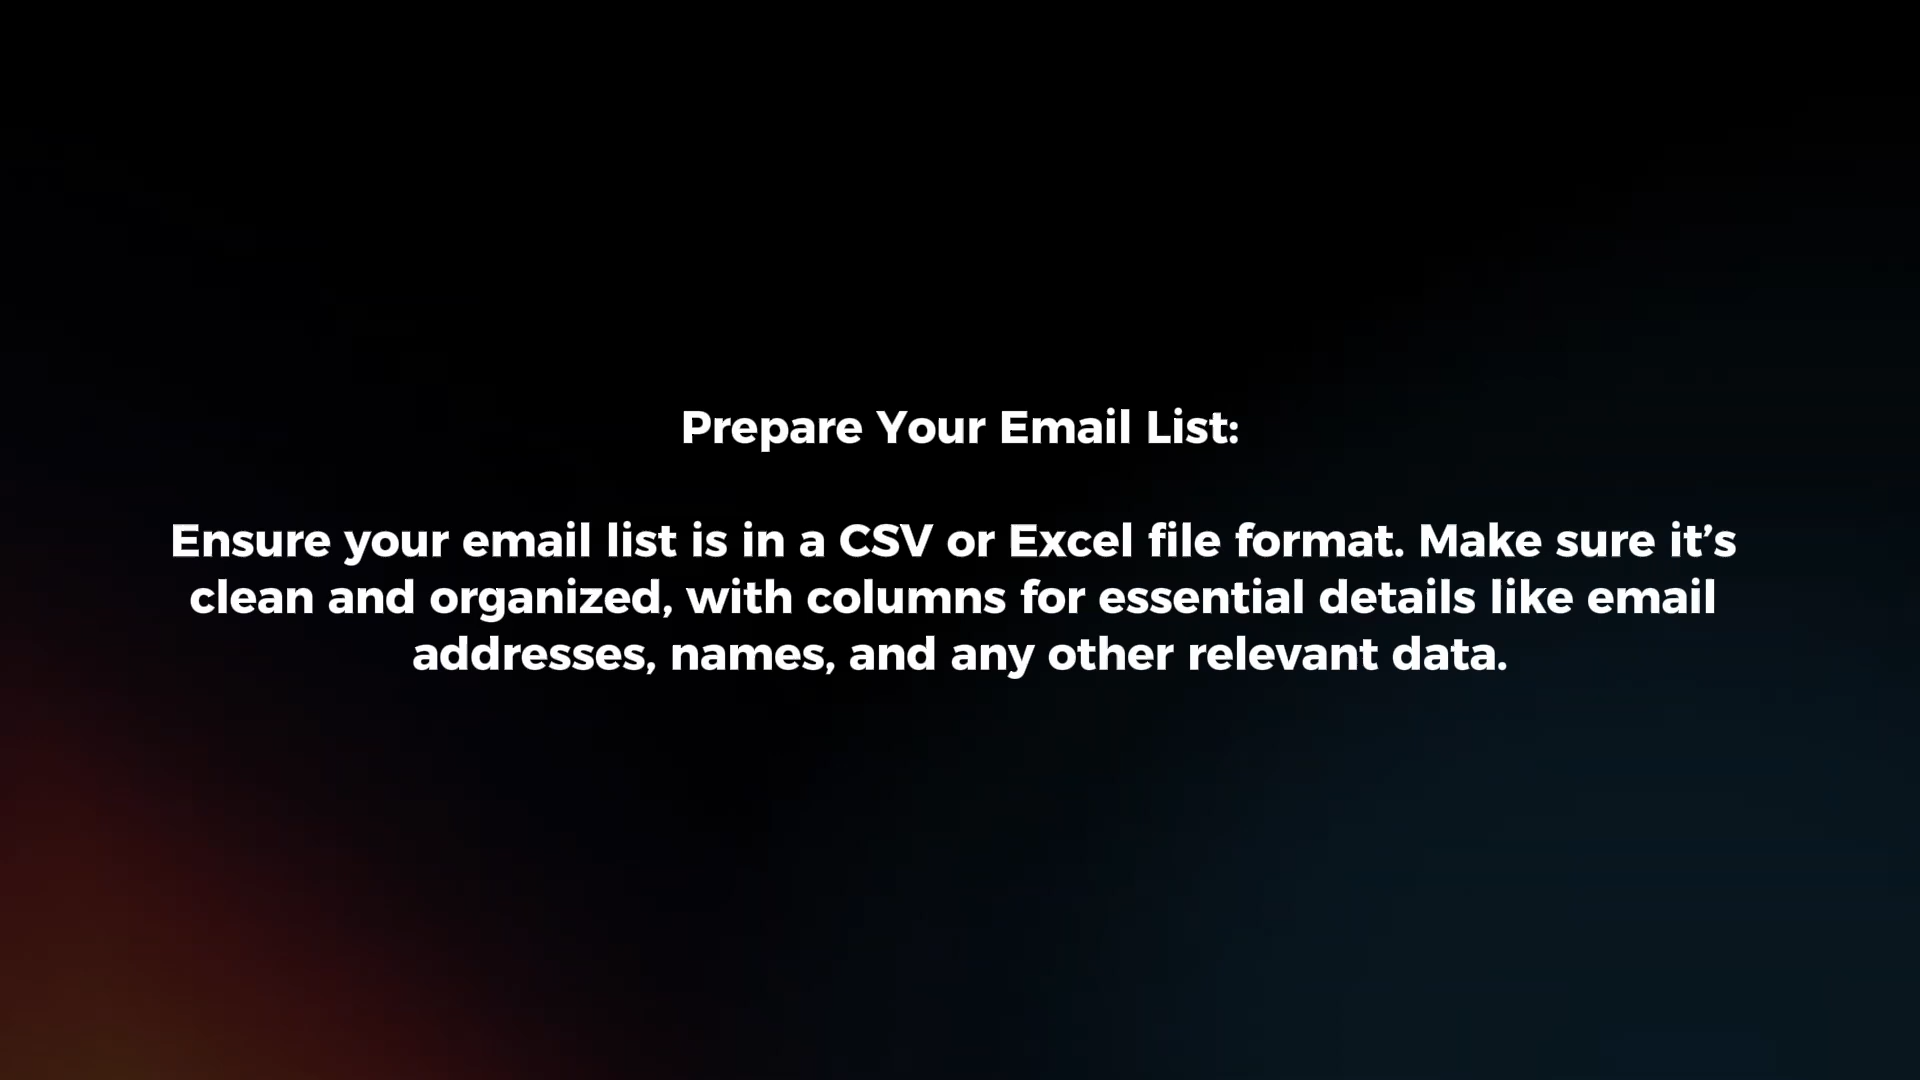 Prepare Your Email List:
Ensure your email list is in a CSV or Excel file format. Make sure it’s
clean and organized, with columns for essential details like email
addresses, names, and any other relevant data.